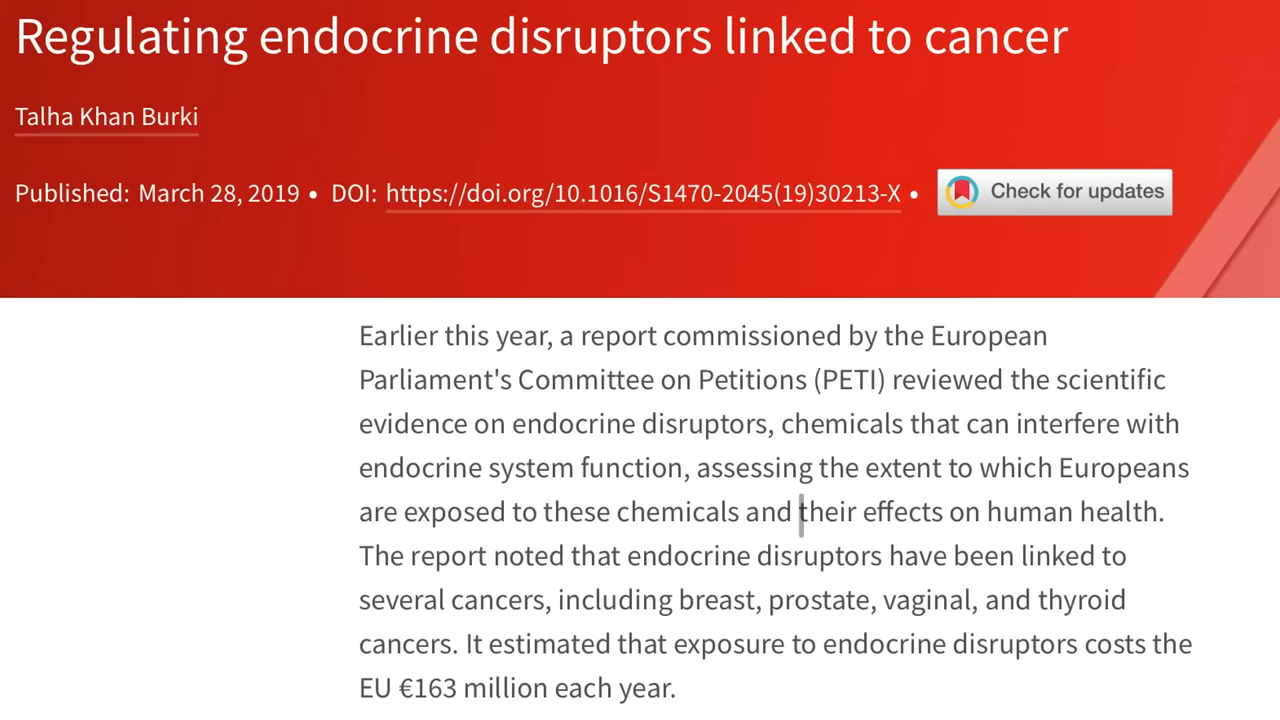 Regulating endocrine disruptors linked to cancer
Talha Khan Burki
Published: March 28, 2019 • DOI: https://doi.org/10.1016/S1470-2045(19)30213-X •
Check for updates
Earlier this year, a report commissioned by the European
Parliament's Committee on Petitions (PETI) reviewed the scientific
evidence on endocrine disruptors, chemicals that can interfere with
endocrine system function, assessing the extent to which Europeans
are exposed to these chemicals and their effects on human health.
The report noted that endocrine disruptors have been linked to
several cancers, including breast, prostate, vaginal, and thyroid
cancers. It estimated that exposure to endocrine disruptors costs the
EU €163 million each year.